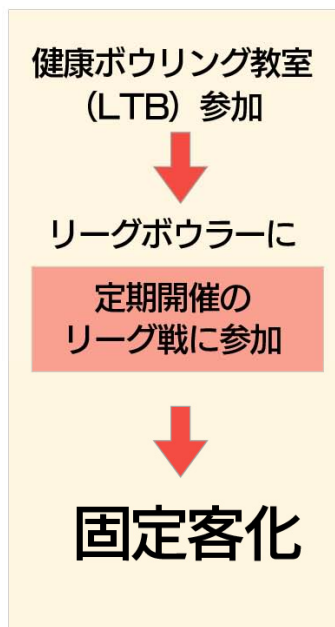 健康ボウリング教室
（LTB）参加
リーグボウラーに
定期開催の
リーグ戦に参加
固定客化